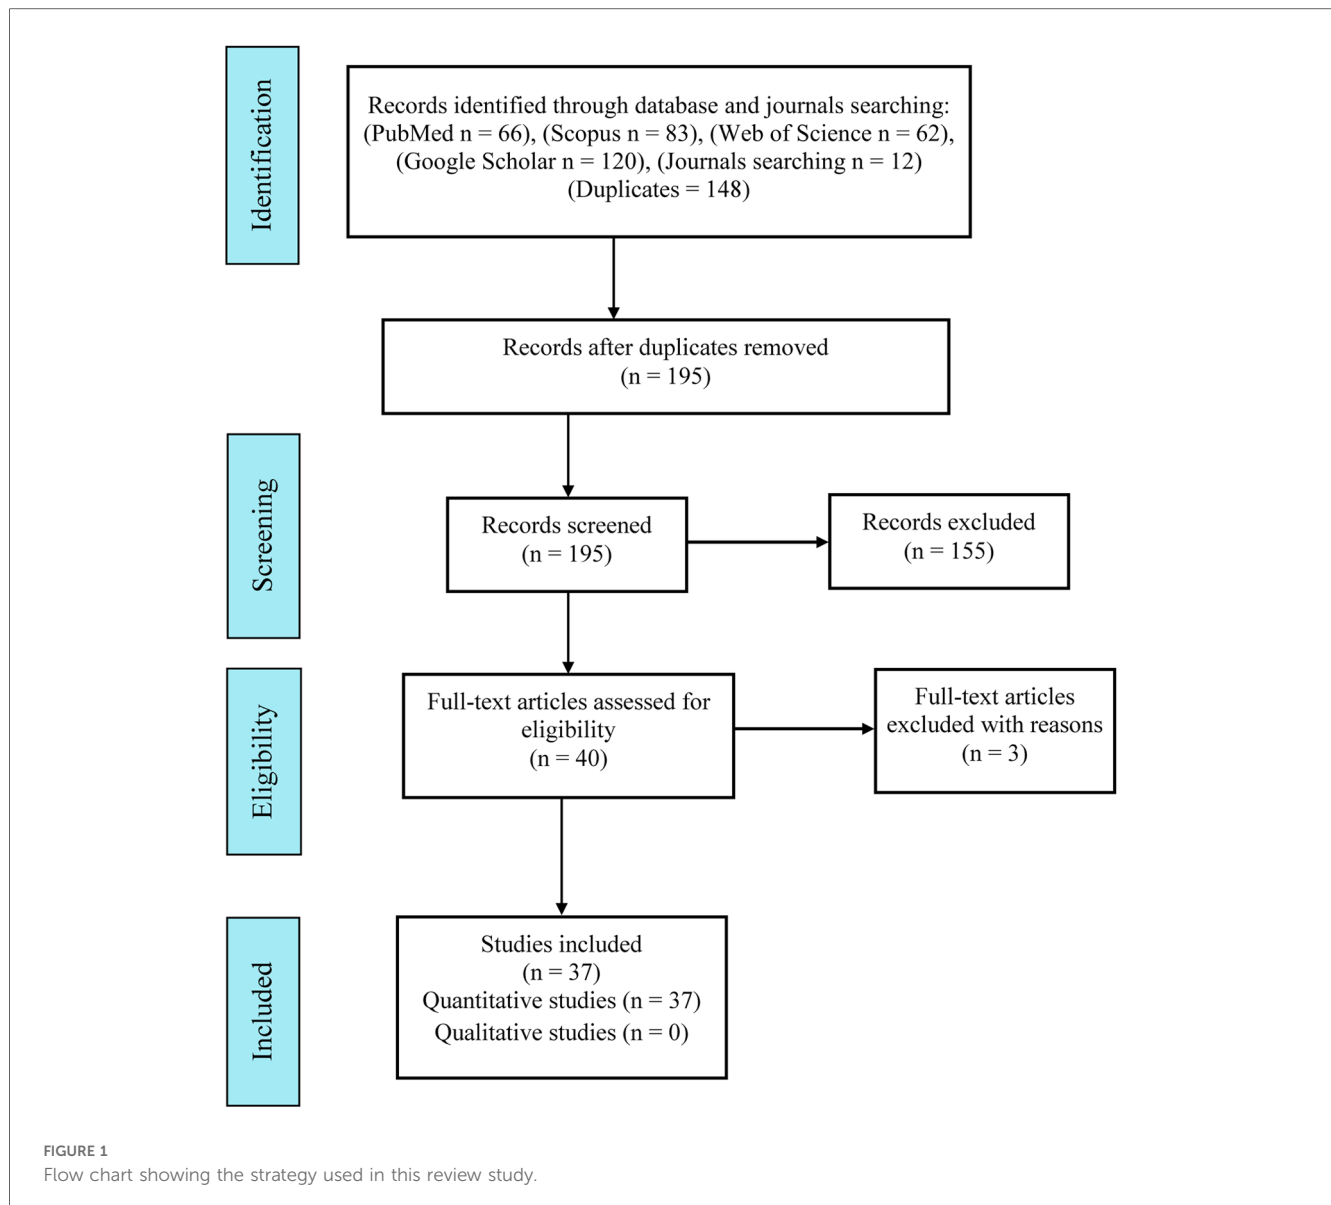 Identification
Records identified through database and journals searching:
(PubMed n = 66), (Scopus n = 83), (Web of Science n = 62),
(Google Scholar n = 120), (Journals searching n = 12)
(Duplicates = 148)
Records after duplicates removed
(n = 195)
Screening
Records screened
(n = 195)
Records excluded
(n = 155)
Eligibility
Full-text articles assessed for
eligibility
(n = 40)
Full-text articles
excluded with reasons
(n = 3)
Included
Studies included
(n = 37)
Quantitative studies (n = 37)
Qualitative studies (n = 0)
FIGURE 1
Flow chart showing the strategy used in this review study.